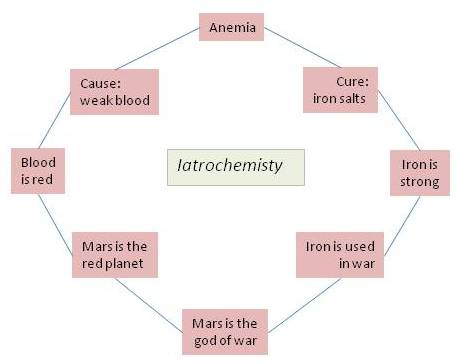 Anemia
Cause:
weak blood
Cure:
iron salts
Blood
is red
Iatrochemisty
Iron is
strong
Mars is the
red planet
Iron is used
in war
Mars is the
god of war